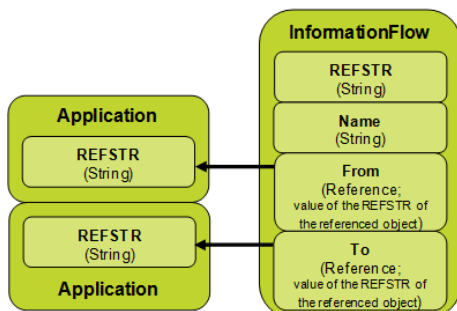 Application
REFSTR
(String)
REFSTR
(String)
Application
InformationFlow
REFSTR
(String)
Name
(String)
From
(Reference;
value of the REFSTR of
the referenced object)
To
(Reference;
value of the REFSTR of
the referenced object)